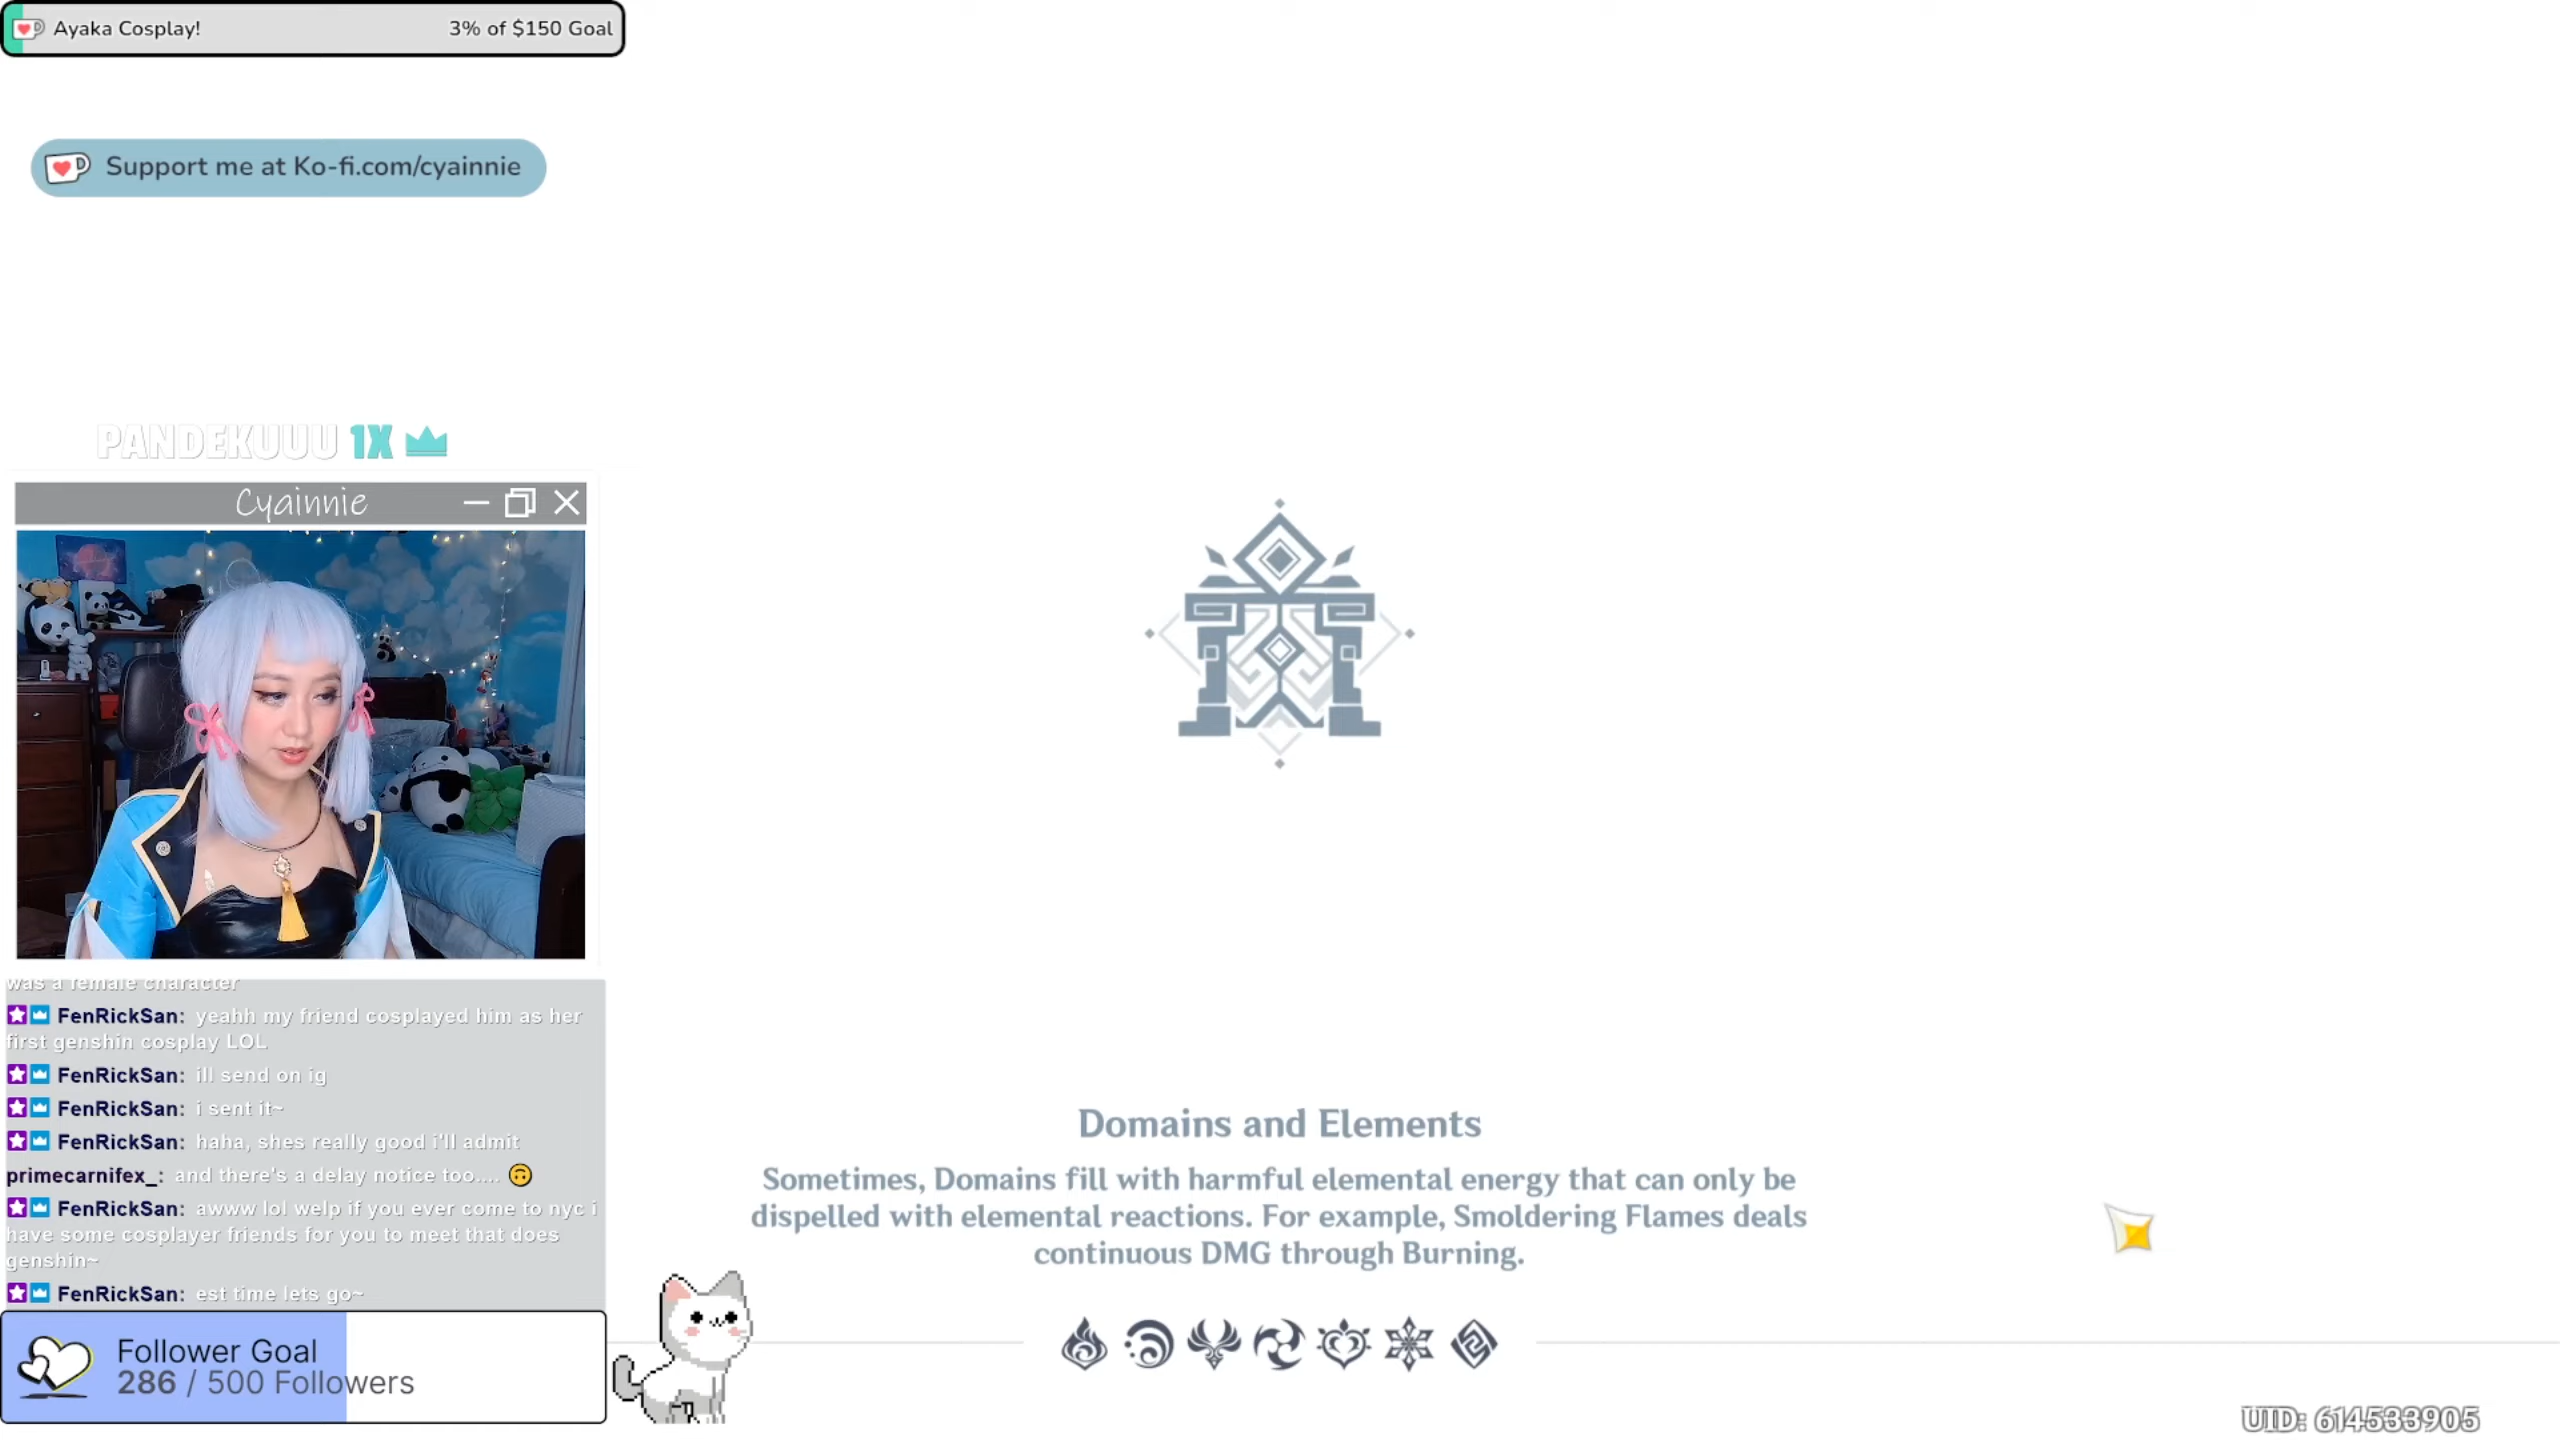 Ayaka Cosplay! 3% of $150 Goal
Support me at Ko-fi.com/cyainnie
PANDEKUUU 1X
Cyainnie
was a female character
FenRickSan: yeahh my friend cosplayed him as her
first genshin cosplay LOL
FenRickSan: ill send on ig
FenRickSan: i sent it~
FenRickSan: haha, shes really good i'll admit
primecarnifex_: and there's a delay notice too.... 🙃
FenRickSan: awww lol welp if you ever come to nyc i
have some cosplayer friends for you to meet that does
genshin~
FenRickSan: est time lets go~
Follower Goal
286 / 500 Followers
Domains and Elements
Sometimes, Domains fill with harmful elemental energy that can only be
dispelled with elemental reactions. For example, Smoldering Flames deals
continuous DMG through Burning.
UID: 614533905